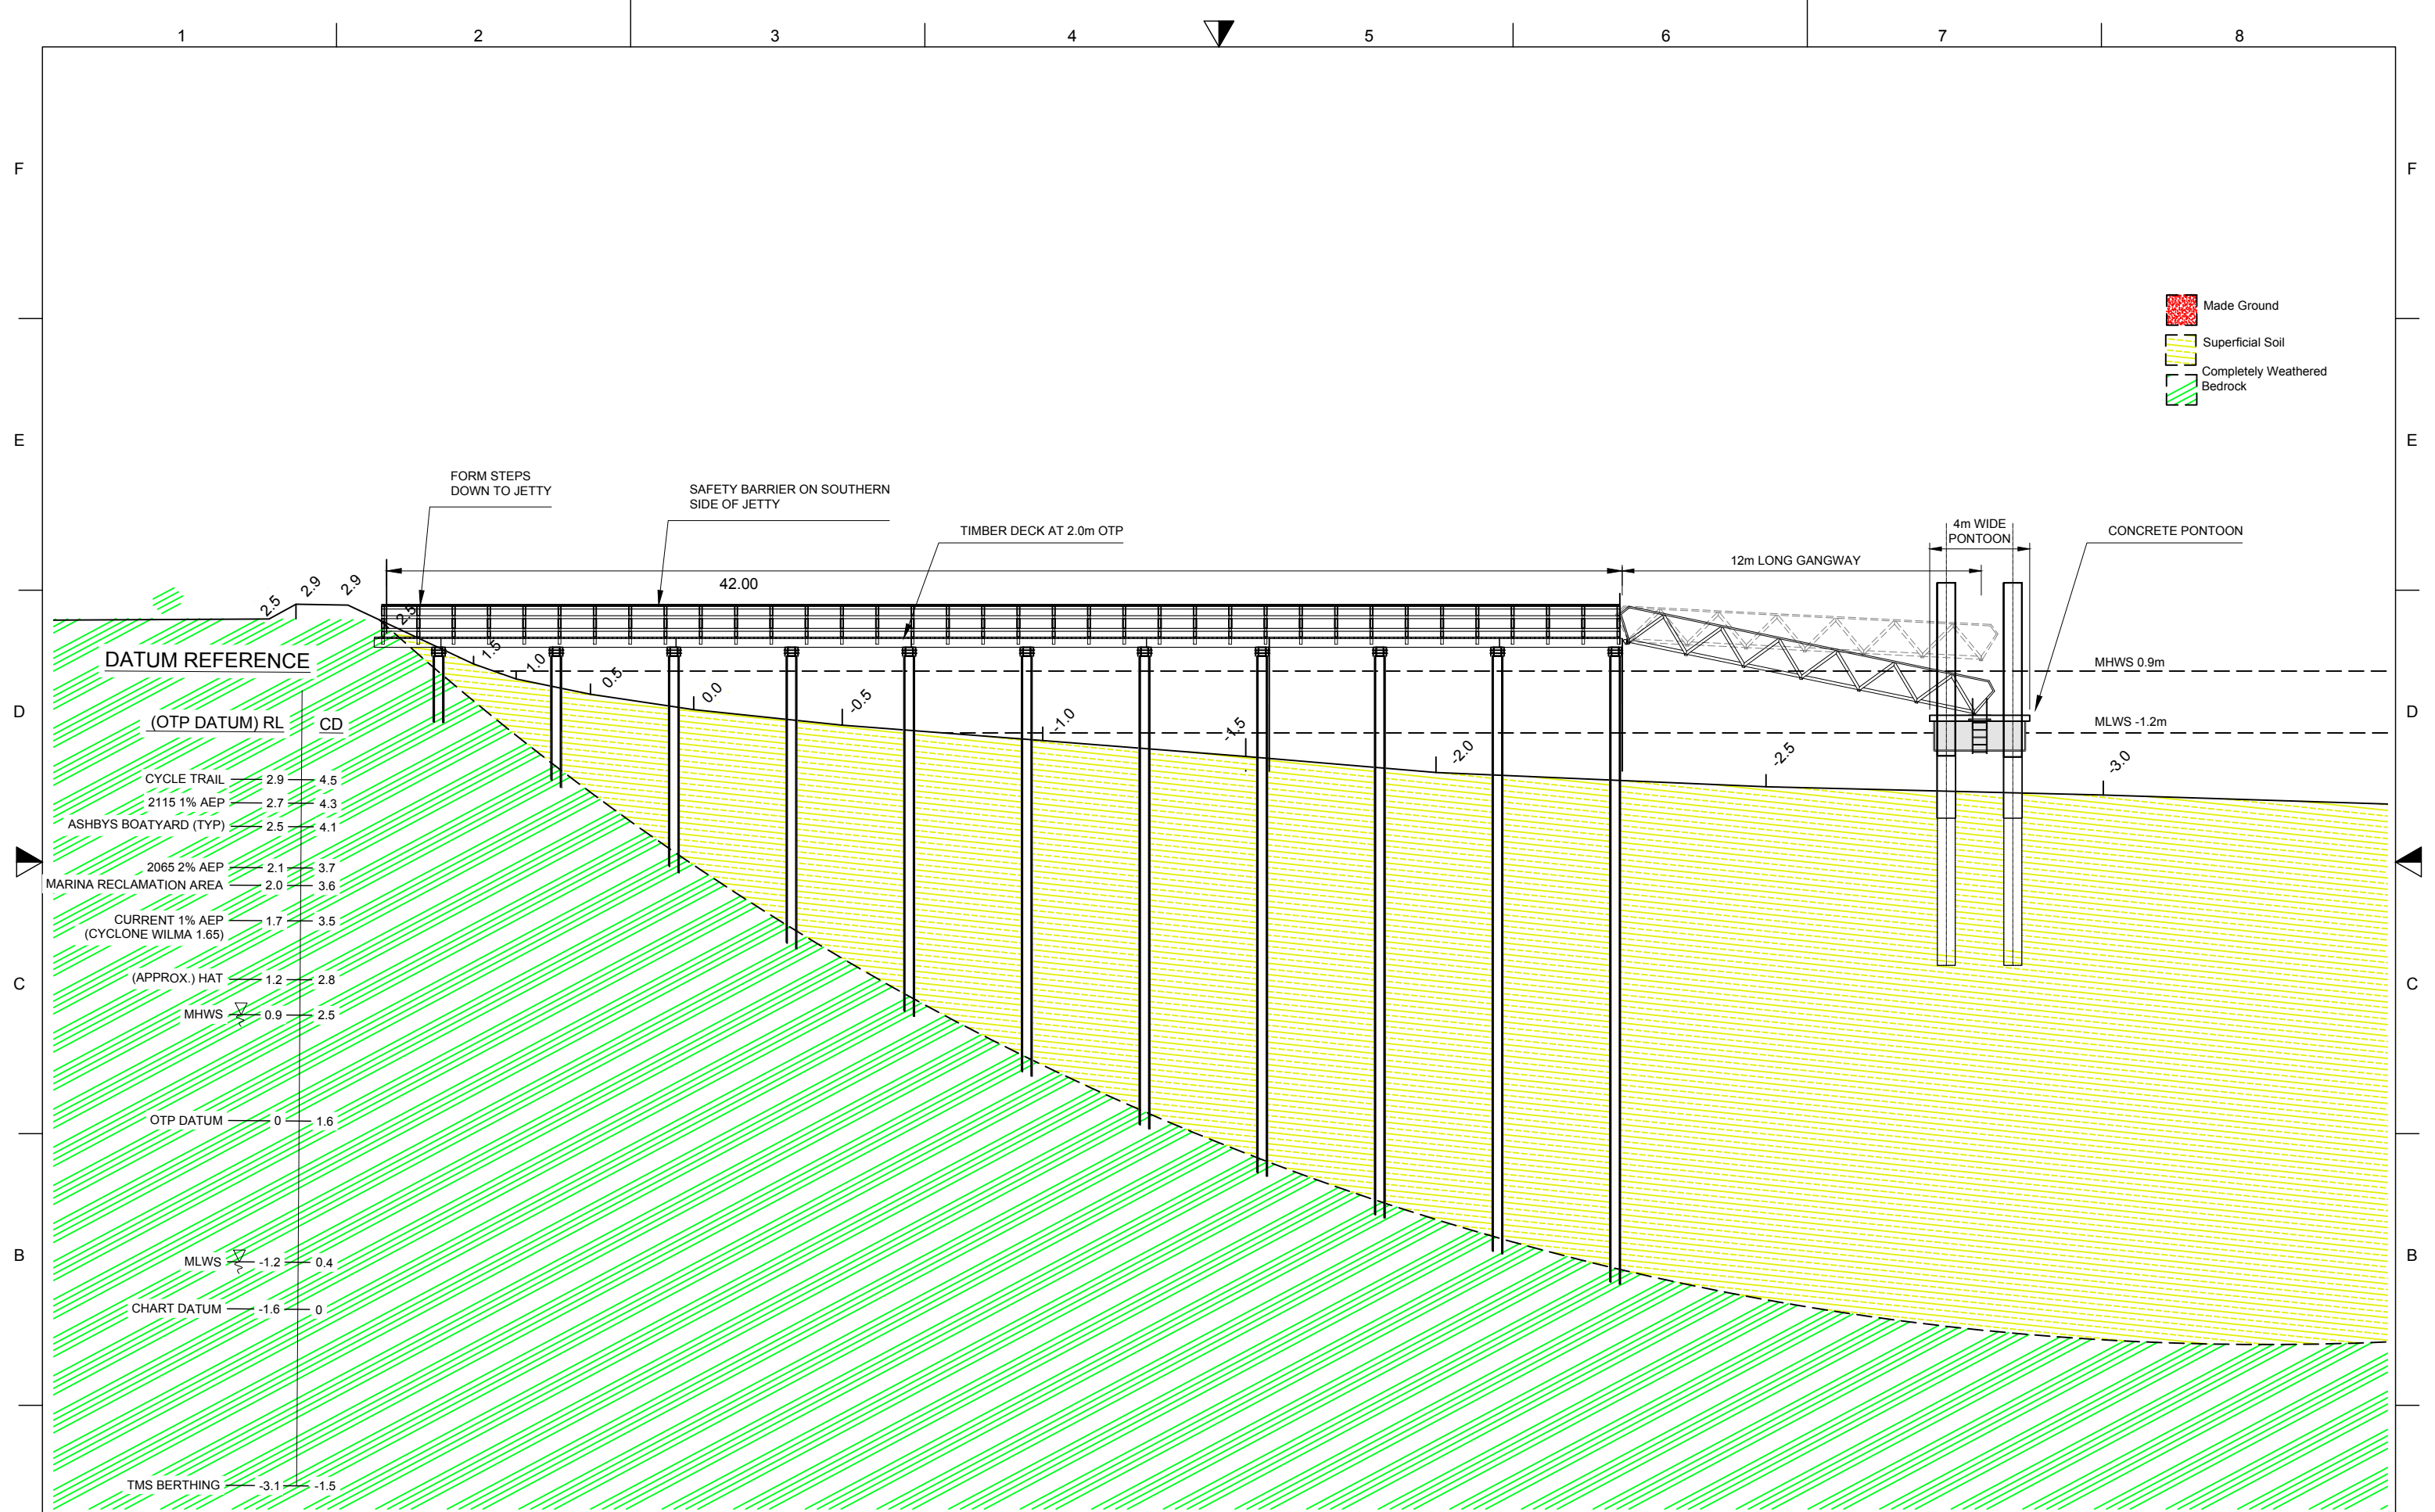 1 2 3 4 5 6 7 8
F F
Made Ground
Superficial Soil
Completely Weathered
Bedrock
E E
FORM STEPS
DOWN TO JETTY
SAFETY BARRIER ON SOUTHERN
SIDE OF JETTY
TIMBER DECK AT 2.0m OTP
4m WIDE
PONTOON
CONCRETE PONTOON
12m LONG GANGWAY
42.00
2.5 2.9 2.9 2.5 1.5 1.0 0.5 0.0 -0.5 -1.0 -1.5 -2.0 -2.5 -3.0
MHWS 0.9m
MLWS -1.2m
D D
DATUM REFERENCE
(OTP DATUM) RL CD
CYCLE TRAIL 2.9 4.5
2115 1% AEP 2.7 4.3
ASHBYS BOATYARD (TYP) 2.5 4.1
2065 2% AEP 2.1 3.7
MARINA RECLAMATION AREA 2.0 3.6
CURRENT 1% AEP 1.7 3.5
(CYCLONE WILMA 1.65)
(APPROX.) HAT 1.2 2.8
C C
MHWS 0.9 2.5
OTP DATUM 0 1.6
B B
MLWS -1.2 0.4
CHART DATUM -1.6 0
TMS BERTHING -3.1 -1.5